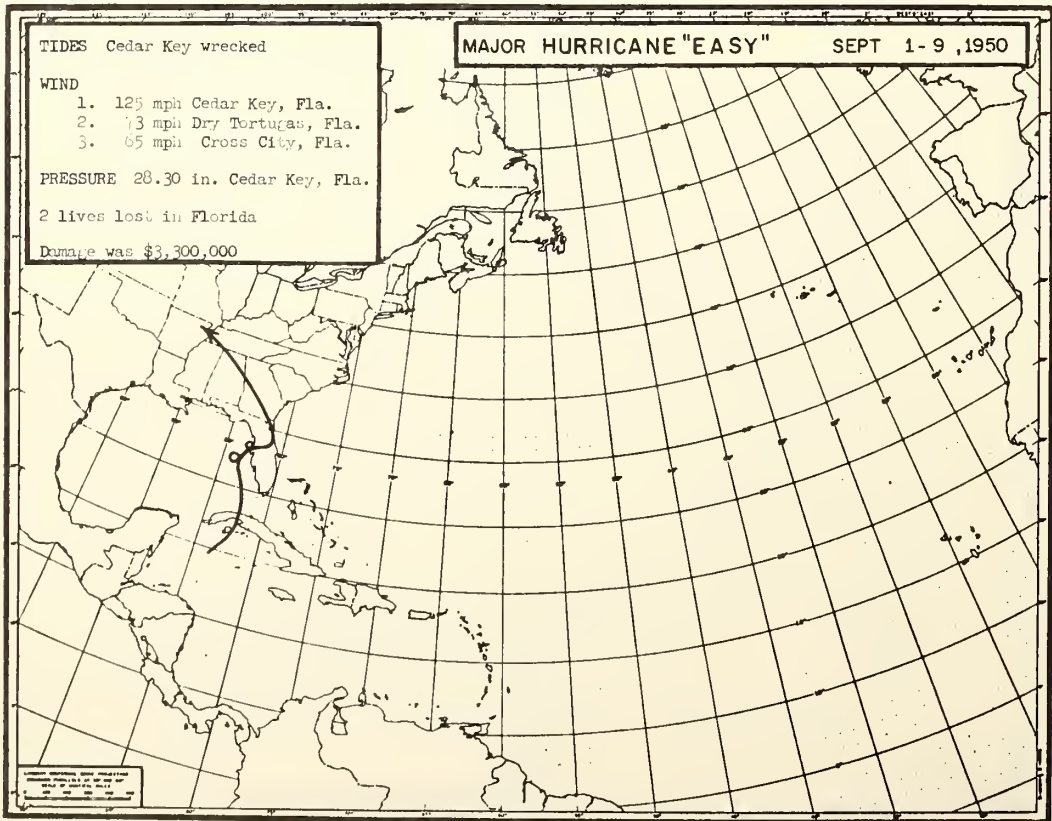 TIDES Cedar Key wrecked
WIND
1. 125 mph Cedar Key, Fla.
2. mph Dry Tortugas, Fla.
3. 65 mph Cross City, Fla.
PRESSURE 28.30 in. Cedar Key, Fla.
2 lives lost in Florida
Damage was $3,300,000
MAJOR HURRICANE "EASY" SEPT 1-9, 1950